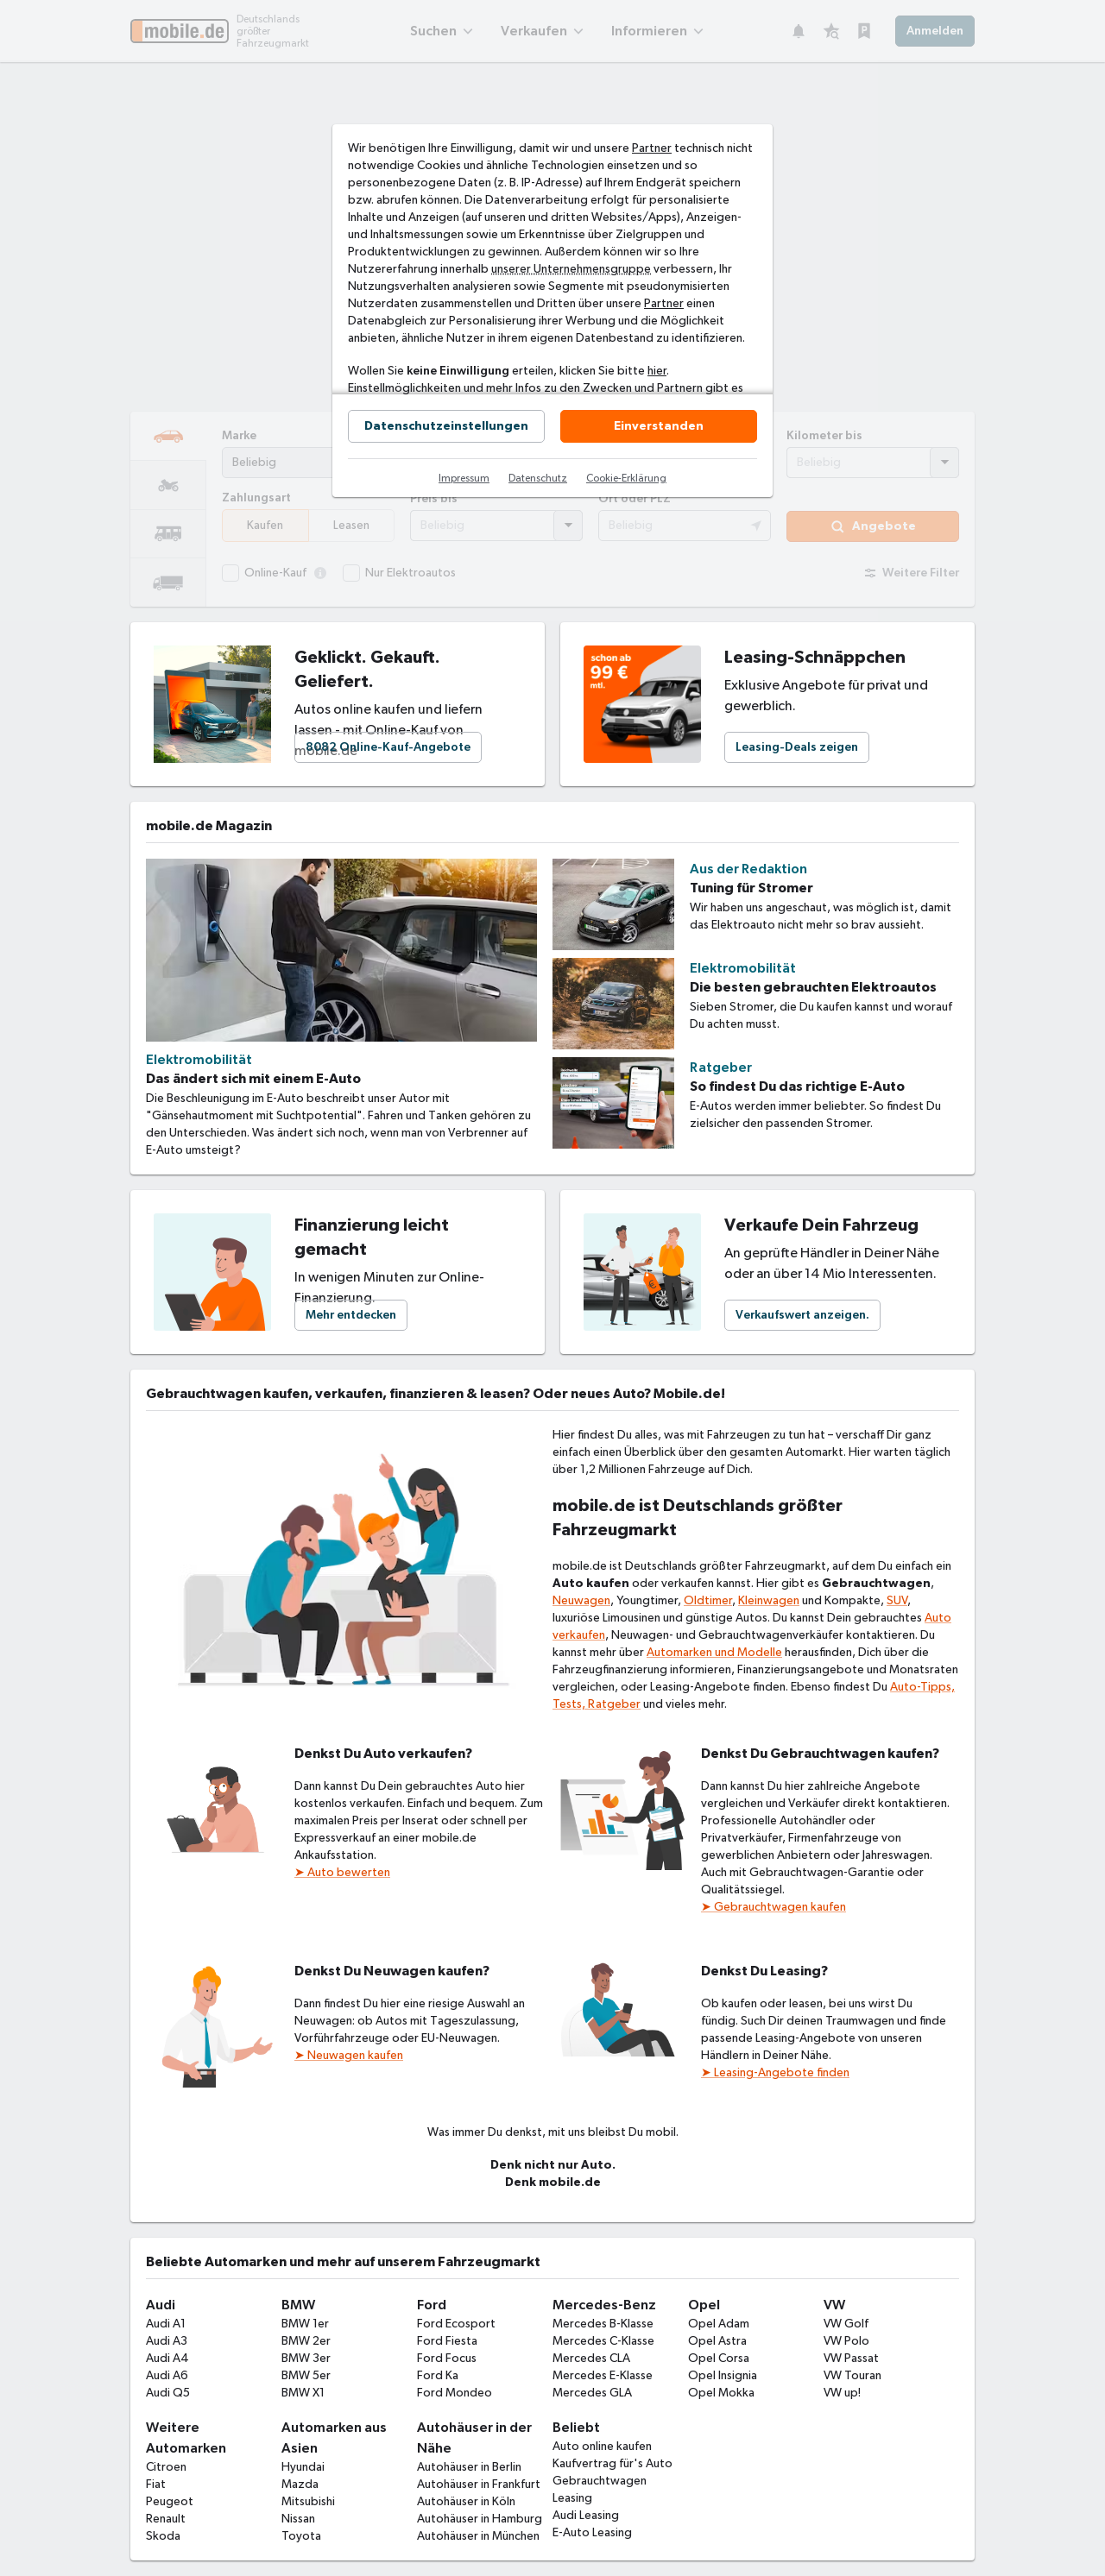 mobile.de
Deutschlands
größter
Fahrzeugmarkt
Suchen
Verkaufen
Informieren
Anmelden
Wir benötigen Ihre Einwilligung, damit wir und unsere Partner technisch nicht
notwendige Cookies und ähnliche Technologien einsetzen und so
personenbezogene Daten (z. B. IP-Adresse) auf Ihrem Endgerät speichern
bzw. abrufen können. Die Datenverarbeitung erfolgt für personalisierte
Inhalte und Anzeigen (auf unseren und dritten Websites/Apps), Anzeigen-
und Inhaltsmessungen sowie um Erkenntnisse über Zielgruppen und
Produktentwicklungen zu gewinnen. Außerdem können wir so Ihre
Nutzererfahrung innerhalb unserer Unternehmensgruppe verbessern, Ihr
Nutzungsverhalten analysieren sowie Segmente mit pseudonymisierten
Nutzerdaten zusammenstellen und Dritten über unsere Partner einen
Datenabgleich zur Personalisierung ihrer Werbung und die Möglichkeit
anbieten, ähnliche Nutzer in ihrem eigenen Datenbestand zu identifizieren.
Wollen Sie keine Einwilligung erteilen, klicken Sie bitte hier.
Einstellmöglichkeiten und mehr Infos zu den Zwecken und Partnern gibt es
Datenschutzeinstellungen
Einverstanden
Impressum
Datenschutz
Cookie-Erklärung
Marke
Beliebig
Kilometer bis
Beliebig
Zahlungsart
Kaufen
Leasen
Preis bis
Beliebig
Ort oder PLZ
Beliebig
Angebote
Online-Kauf
Nur Elektroautos
Weitere Filter
Geklickt. Gekauft.
Geliefert.
Autos online kaufen und liefern
lassen - mit Online-Kauf von
mobile.de
8082 Online-Kauf-Angebote
schon ab
99 €
mtl.
Leasing-Schnäppchen
Exklusive Angebote für privat und
gewerblich.
Leasing-Deals zeigen
mobile.de Magazin
Elektromobilität
Das ändert sich mit einem E-Auto
Die Beschleunigung im E-Auto beschreibt unser Autor mit
"Gänsehautmoment mit Suchtpotential". Fahren und Tanken gehören zu
den Unterschieden. Was ändert sich noch, wenn man von Verbrenner auf
E-Auto umsteigt?
Aus der Redaktion
Tuning für Stromer
Wir haben uns angeschaut, was möglich ist, damit
das Elektroauto nicht mehr so brav aussieht.
Elektromobilität
Die besten gebrauchten Elektroautos
Sieben Stromer, die Du kaufen kannst und worauf
Du achten musst.
Ratgeber
So findest Du das richtige E-Auto
E-Autos werden immer beliebter. So findest Du
zielsicher den passenden Stromer.
Finanzierung leicht
gemacht
In wenigen Minuten zur Online-
Finanzierung.
Mehr entdecken
Verkaufe Dein Fahrzeug
An geprüfte Händler in Deiner Nähe
oder an über 14 Mio Interessenten.
Verkaufswert anzeigen.
Gebrauchtwagen kaufen, verkaufen, finanzieren & leasen? Oder neues Auto? Mobile.de!
Hier findest Du alles, was mit Fahrzeugen zu tun hat – verschaff Dir ganz
einfach einen Überblick über den gesamten Automarkt. Hier warten täglich
über 1,2 Millionen Fahrzeuge auf Dich.
mobile.de ist Deutschlands größter
Fahrzeugmarkt
mobile.de ist Deutschlands größter Fahrzeugmarkt, auf dem Du einfach ein
Auto kaufen oder verkaufen kannst. Hier gibt es Gebrauchtwagen,
Neuwagen, Youngtimer, Oldtimer, Kleinwagen und Kompakte, SUV,
luxuriöse Limousinen und günstige Autos. Du kannst Dein gebrauchtes Auto
verkaufen, Neuwagen- und Gebrauchtwagenverkäufer kontaktieren. Du
kannst mehr über Automarken und Modelle herausfinden, Dich über die
Fahrzeugfinanzierung informieren, Finanzierungsangebote und Monatsraten
vergleichen, oder Leasing-Angebote finden. Ebenso findest Du Auto-Tipps,
Tests, Ratgeber und vieles mehr.
Denkst Du Auto verkaufen?
Dann kannst Du Dein gebrauchtes Auto hier
kostenlos verkaufen. Einfach und bequem. Zum
maximalen Preis per Inserat oder schnell per
Expressverkauf an einer mobile.de
Ankaufsstation.
➤ Auto bewerten
Denkst Du Gebrauchtwagen kaufen?
Dann kannst Du hier zahlreiche Angebote
vergleichen und Verkäufer direkt kontaktieren.
Professionelle Autohändler oder
Privatverkäufer, Firmenfahrzeuge von
gewerblichen Anbietern oder Jahreswagen.
Auch mit Gebrauchtwagen-Garantie oder
Qualitätssiegel.
➤ Gebrauchtwagen kaufen
Denkst Du Neuwagen kaufen?
Dann findest Du hier eine riesige Auswahl an
Neuwagen: ob Autos mit Tageszulassung,
Vorführfahrzeuge oder EU-Neuwagen.
➤ Neuwagen kaufen
Denkst Du Leasing?
Ob kaufen oder leasen, bei uns wirst Du
fündig. Such Dir deinen Traumwagen und finde
passende Leasing-Angebote von unseren
Händlern in Deiner Nähe.
➤ Leasing-Angebote finden
Was immer Du denkst, mit uns bleibst Du mobil.
Denk nicht nur Auto.
Denk mobile.de
Beliebte Automarken und mehr auf unserem Fahrzeugmarkt
Audi
Audi A1
Audi A3
Audi A4
Audi A6
Audi Q5
BMW
BMW 1er
BMW 2er
BMW 3er
BMW 5er
BMW X1
Ford
Ford Ecosport
Ford Fiesta
Ford Focus
Ford Ka
Ford Mondeo
Mercedes-Benz
Mercedes B-Klasse
Mercedes C-Klasse
Mercedes CLA
Mercedes E-Klasse
Mercedes GLA
Opel
Opel Adam
Opel Astra
Opel Corsa
Opel Insignia
Opel Mokka
VW
VW Golf
VW Polo
VW Passat
VW Touran
VW up!
Weitere
Automarken
Citroen
Fiat
Peugeot
Renault
Skoda
Automarken aus
Asien
Hyundai
Mazda
Mitsubishi
Nissan
Toyota
Autohäuser in der
Nähe
Autohäuser in Berlin
Autohäuser in Frankfurt
Autohäuser in Köln
Autohäuser in Hamburg
Autohäuser in München
Beliebt
Auto online kaufen
Kaufvertrag für's Auto
Gebrauchtwagen
Leasing
Audi Leasing
E-Auto Leasing